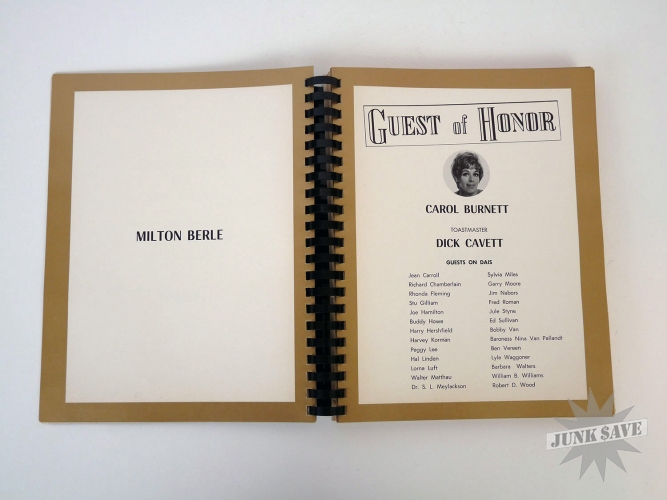 MILTON BERLE
GUEST of HONOR
CAROL BURNETT
TOASTMASTER
DICK CAVETT
GUESTS ON DAIS
Jean Carroll
Richard Chamberlain
Rhonda Fleming
Stu Gilliam
Joe Hamilton
Buddy Howe
Harry Hershfield
Harvey Korman
Peggy Lee
Hal Linden
Lorna Luft
Walter Matthau
Dr. S. L. Meylackson
Sylvia Miles
Garry Moore
Jim Nabors
Fred Roman
Jule Styne
Ed Sullivan
Bobby Van
Baroness Nina Van Pallandt
Ben Vereen
Lyle Waggoner
Barbara Walters
William B. Williams
Robert D. Wood
JUNK SAVE